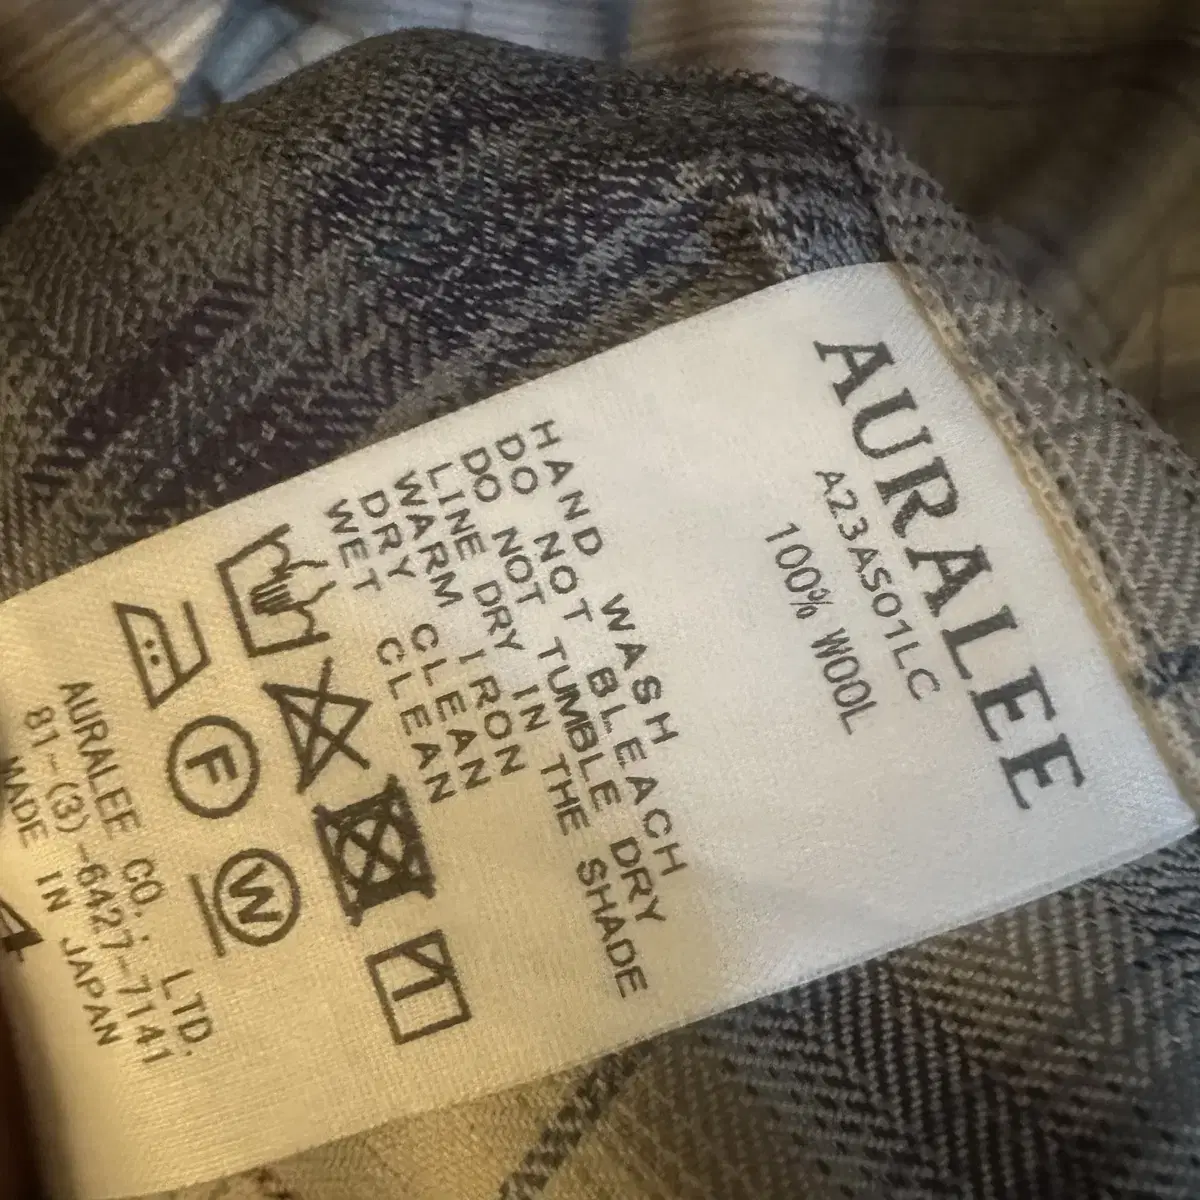 AURALEE
A23AS01LC
100% WOOL
HAND WASH
DO NOT BLEACH
DO NOT TUMBLE DRY
LINE DRY IN THE SHADE
WARM IRON
DRY CLEAN
WET CLEAN
F
W
AURALEE CO. LTD.
81-(3)-6427-7141
MADE IN JAPAN